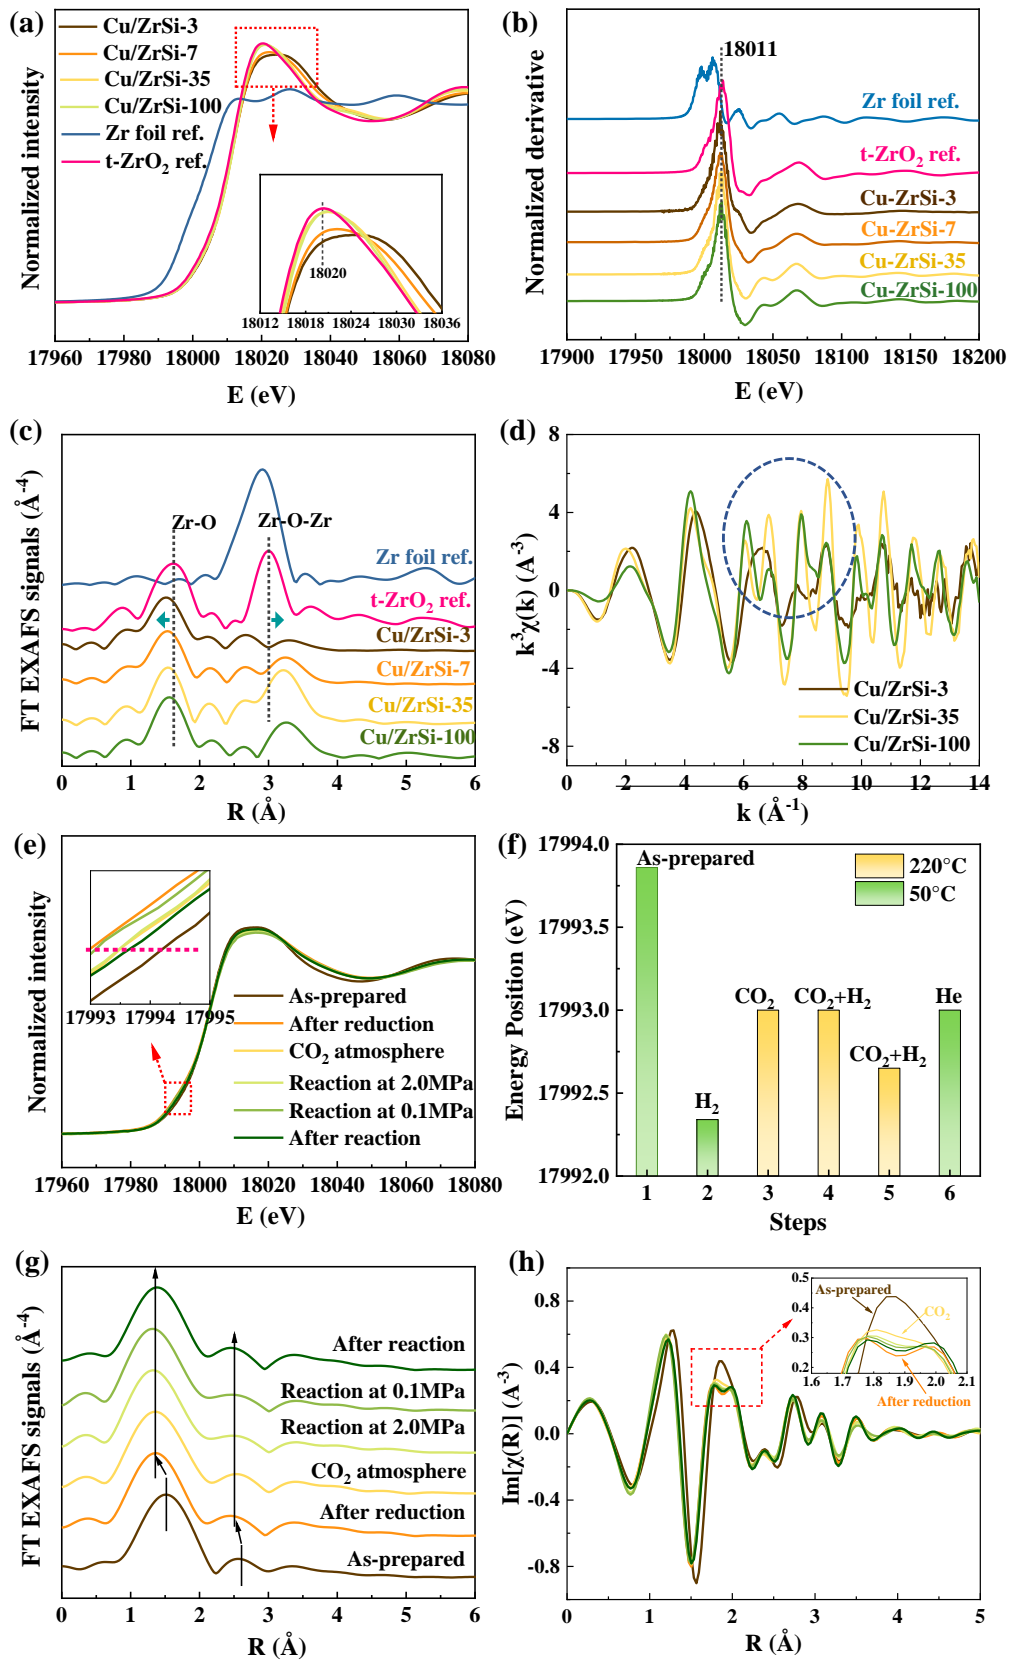 (a)
Cu/ZrSi-3
Cu/ZrSi-7
Cu/ZrSi-35
Cu/ZrSi-100
Zr foil ref.
t-ZrO2 ref.
18020
18012 18018 18024 18030 18036
Normalized intensity
17960 17980 18000 18020 18040 18060 18080
E (eV)
(b)
18011
Zr foil ref.
t-ZrO2 ref.
Cu-ZrSi-3
Cu-ZrSi-7
Cu-ZrSi-35
Cu-ZrSi-100
Normalized derivative
17900 17950 18000 18050 18100 18150 18200
E (eV)
(c)
Zr-O
Zr-O-Zr
Zr foil ref.
t-ZrO2 ref.
Cu/ZrSi-3
Cu/ZrSi-7
Cu/ZrSi-35
Cu/ZrSi-100
FT EXAFS signals (Å-4)
0 1 2 3 4 5 6
R (Å)
(d)
8
4
0
-4
-8
k3χ(k) (A-3)
Cu/ZrSi-3
Cu/ZrSi-35
Cu/ZrSi-100
0 2 4 6 8 10 12 14
k (Å-1)
(e)
17993 17994 17995
As-prepared
After reduction
CO2 atmosphere
Reaction at 2.0MPa
Reaction at 0.1MPa
After reaction
Normalized intensity
17960 17980 18000 18020 18040 18060 18080
E (eV)
(f)
17994.0
17993.5
17993.0
17992.5
17992.0
Energy Position (eV)
As-prepared
220°C
50°C
H2
CO2
CO2+H2
CO2+H2
He
1 2 3 4 5 6
Steps
(g)
After reaction
Reaction at 0.1MPa
Reaction at 2.0MPa
CO2 atmosphere
After reduction
As-prepared
FT EXAFS signals (Å-4)
0 1 2 3 4 5 6
R (Å)
(h)
0.8
0.4
0.0
-0.4
-0.8
Im[χ(R)] (A-3)
0.5
0.4
0.3
0.2
As-prepared
CO2
After reduction
1.6 1.7 1.8 1.9 2.0 2.1
0 1 2 3 4 5
R (Å)